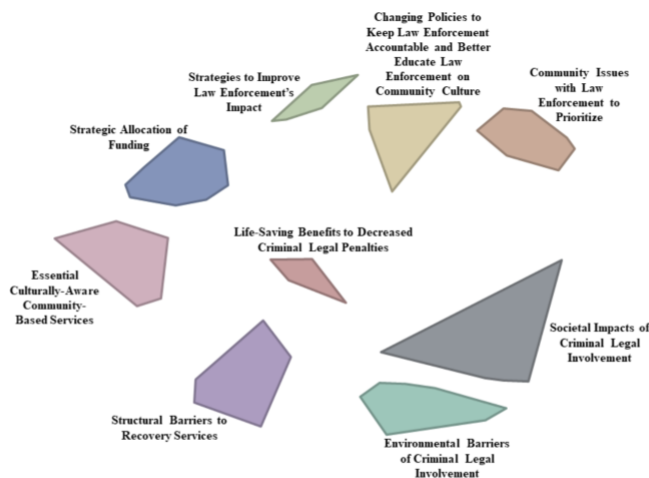 Changing Policies to
Keep Law Enforcement
Accountable and Better
Educate Law
Enforcement on
Community Culture
Strategies to Improve
Law Enforcement's
Impact
Community Issues
with Law
Enforcement to
Prioritize
Strategic Allocation of
Funding
Life-Saving Benefits to Decreased
Criminal Legal Penalties
Essential
Culturally-Aware
Community-
Based Services
Societal Impacts of
Criminal Legal
Involvement
Structural Barriers to
Recovery Services
Environmental Barriers
of Criminal Legal
Involvement